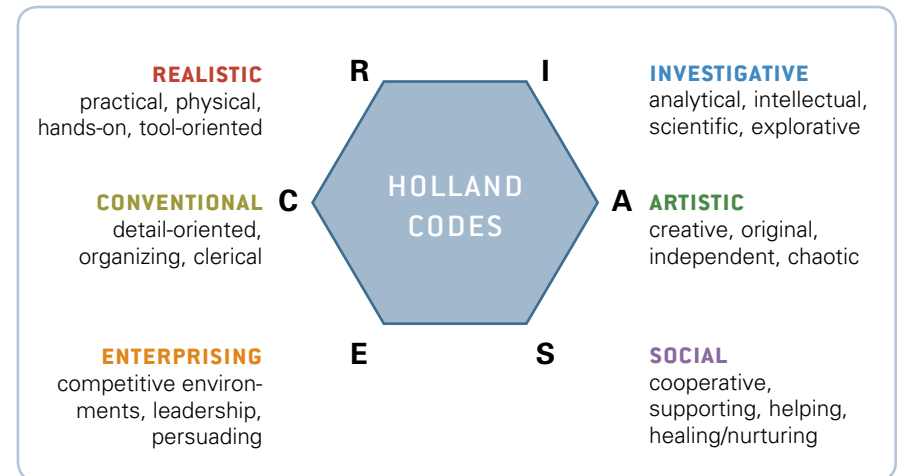 REALISTIC
practical, physical,
hands-on, tool-oriented
R
I
INVESTIGATIVE
analytical, intellectual,
scientific, explorative
CONVENTIONAL
detail-oriented,
organizing, clerical
C
HOLLAND
CODES
A
ARTISTIC
creative, original,
independent, chaotic
ENTERPRISING
competitive environ-
ments, leadership,
persuading
E
S
SOCIAL
cooperative,
supporting, helping,
healing/nurturing